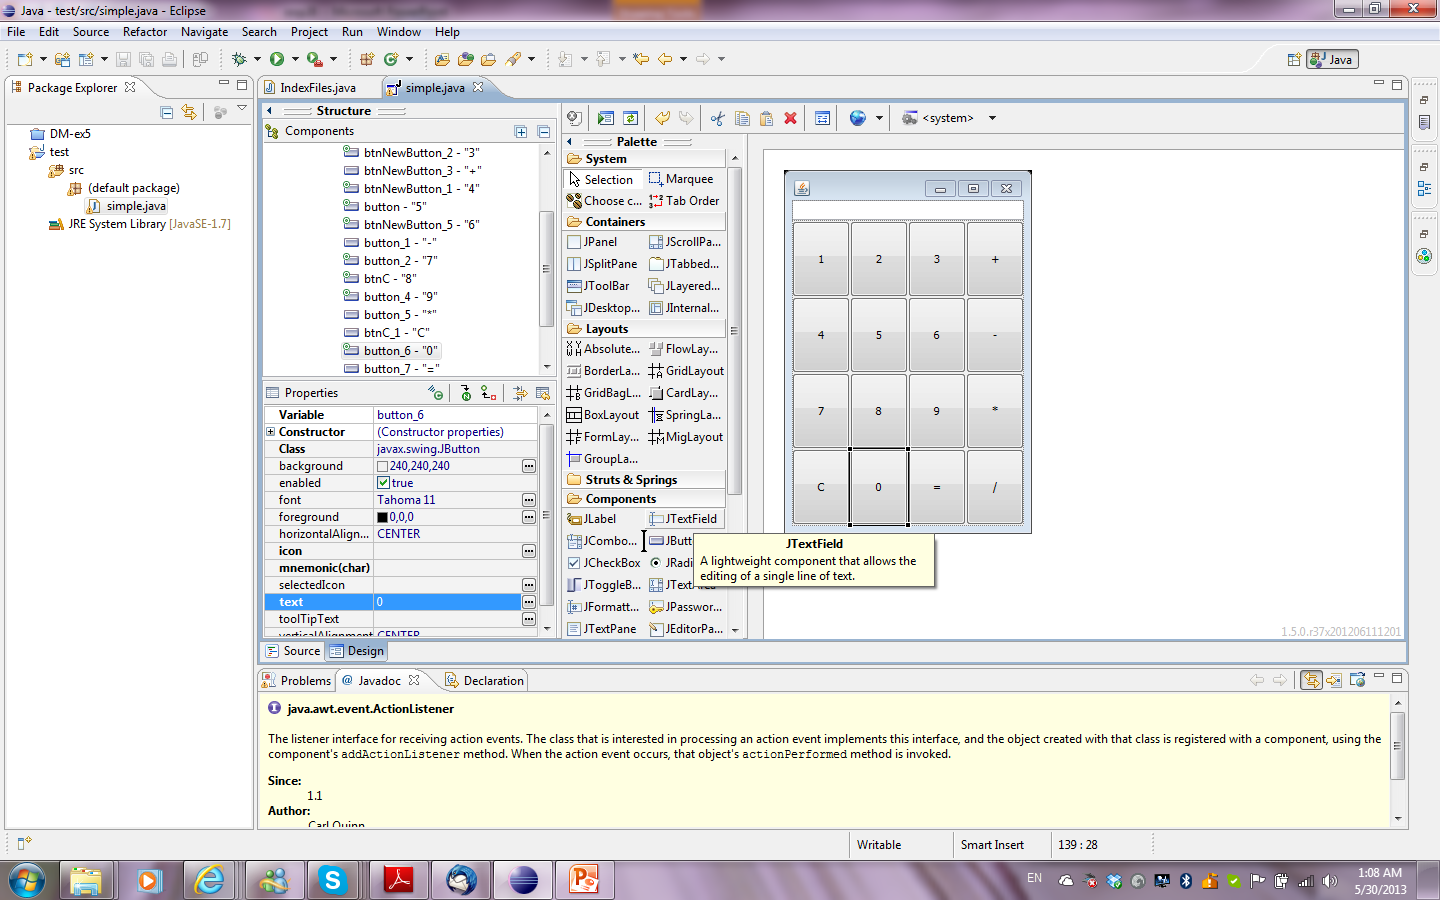 Java - test/src/simple.java - Eclipse
File Edit Source Refactor Navigate Search Project Run Window Help
Java
Package Explorer
DM-ex5
test
src
(default package)
simple.java
JRE System Library [JavaSE-1.7]
IndexFiles.java
simple.java
Structure
Components
btnNewButton_2 - "3"
btnNewButton_3 - "+"
btnNewButton_1 - "4"
button - "5"
btnNewButton_5 - "6"
button_1 - "-"
button_2 - "7"
btnC - "8"
button_4 - "9"
button_5 - "*"
btnC_1 - "C"
button_6 - "0"
button_7 - "="
Properties
Variable button_6
Constructor (Constructor properties)
Class javax.swing.JButton
background 240,240,240
enabled true
font Tahoma 11
foreground 0,0,0
horizontalAlign... CENTER
icon
mnemonic(char)
selectedIcon
text 0
toolTipText
verticalAlignment CENTER
<system>
Palette
System
Selection Marquee
Choose c... Tab Order
Containers
JPanel JScrollPa...
JSplitPane JTabbed...
JToolBar JLayered...
JDesktop... JInternal...
Layouts
Absolute... FlowLay...
BorderLa... GridLayout
GridBagL... CardLay...
BoxLayout SpringLa...
FormLay... MigLayout
GroupLa...
Struts & Springs
Components
JLabel JTextField
JCombo... JButt
JCheckBox JRadi
JToggleB... JTextArea
JFormatt... JPasswor...
JTextPane JEditorPa...
1 2 3 +
4 5 6 -
7 8 9 *
C 0 = /
JTextField
A lightweight component that allows the
editing of a single line of text.
1.5.0.r37x201206111201
Source Design
Problems Javadoc Declaration
java.awt.event.ActionListener
The listener interface for receiving action events. The class that is interested in processing an action event implements this interface, and the object created with that class is registered with a component, using the
component's addActionListener method. When the action event occurs, that object's actionPerformed method is invoked.
Since:
1.1
Author:
Carl Quinn
Writable Smart Insert 139 : 28
EN
1:08 AM
5/30/2013